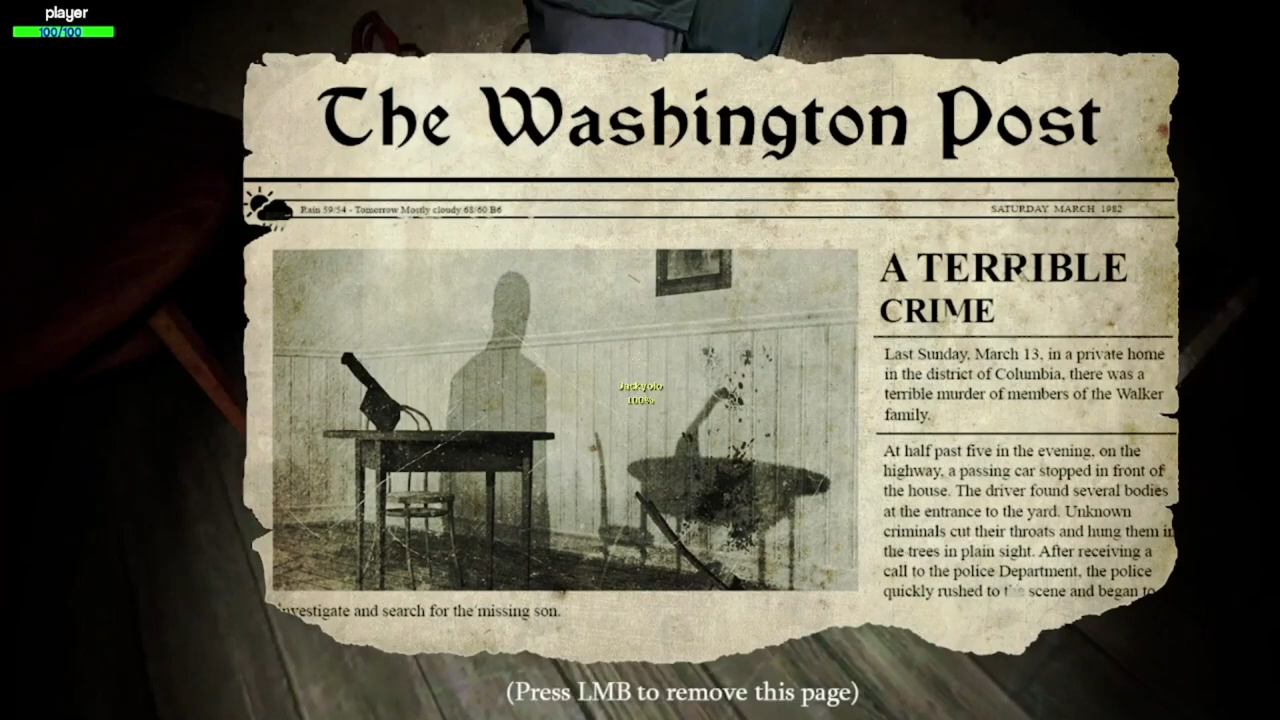 player
100/100
The Washington Post
Rain 59/54 - Tomorrow Mostly cloudy 68/60 B6
SATURDAY MARCH 1982
A TERRIBLE
CRIME
Last Sunday, March 13, in a private home
in the district of Columbia, there was a
terrible murder of members of the Walker
family.
At half past five in the evening, on the
highway, a passing car stopped in front of
the house. The driver found several bodies
at the entrance to the yard. Unknown
criminals cut their throats and hung them in
the trees in plain sight. After receiving a
call to the police Department, the police
quickly rushed to the scene and began to
investigate and search for the missing son.
Jackyolo
100%
(Press LMB to remove this page)